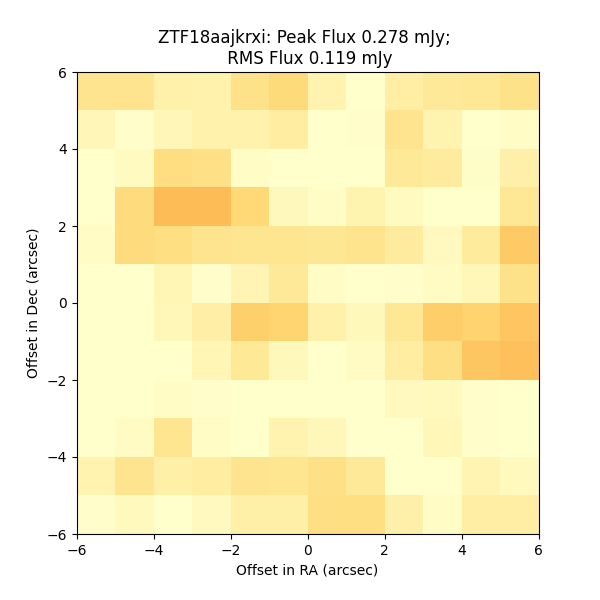 ZTF18aajkrxi: Peak Flux 0.278 mJy;
RMS Flux 0.119 mJy
6
4
2
0
−2
−4
−6
Offset in Dec (arcsec)
−6 −4 −2 0 2 4 6
Offset in RA (arcsec)